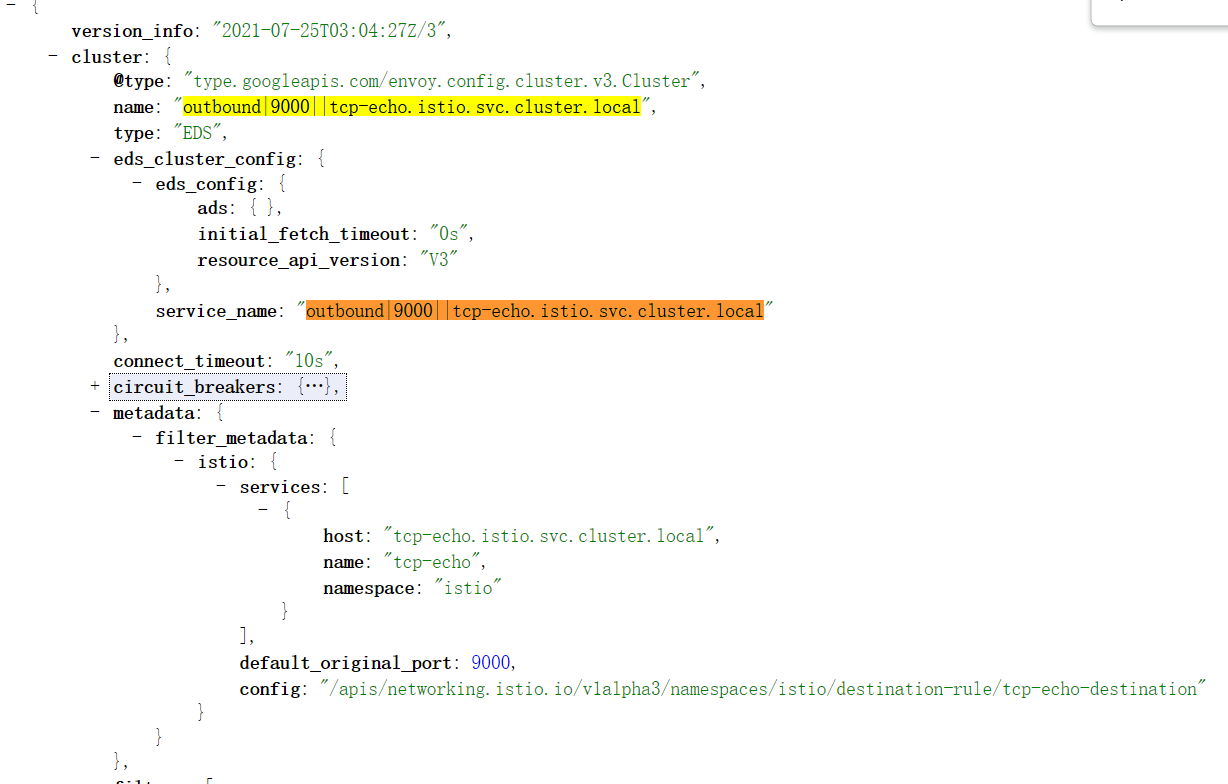 - {
version_info: "2021-07-25T03:04:27Z/3",
- cluster: {
@type: "type.googleapis.com/envoy.config.cluster.v3.Cluster",
name: "outbound|9000||tcp-echo.istio.svc.cluster.local",
type: "EDS",
- eds_cluster_config: {
- eds_config: {
ads: { },
initial_fetch_timeout: "0s",
resource_api_version: "V3"
},
service_name: "outbound|9000||tcp-echo.istio.svc.cluster.local"
},
connect_timeout: "10s",
+ circuit_breakers: {…},
- metadata: {
- filter_metadata: {
- istio: {
- services: [
- {
host: "tcp-echo.istio.svc.cluster.local",
name: "tcp-echo",
namespace: "istio"
}
],
default_original_port: 9000,
config: "/apis/networking.istio.io/v1alpha3/namespaces/istio/destination-rule/tcp-echo-destination"
}
}
},